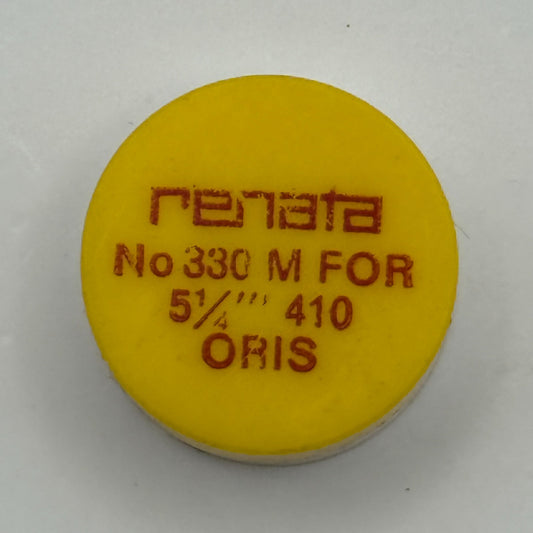 renata
No 330 M FOR
5¼''' 410
ORIS